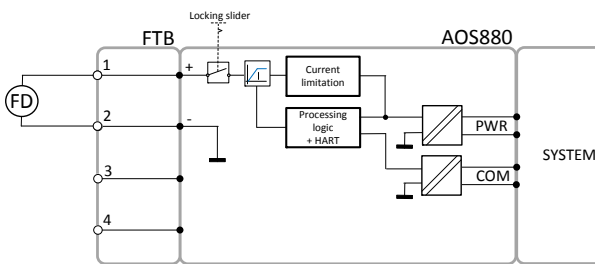 Locking slider
FTB
AOS880
1
+
Current
limitation
FD
2
-
Processing
logic
+ HART
PWR
SYSTEM
3
COM
4